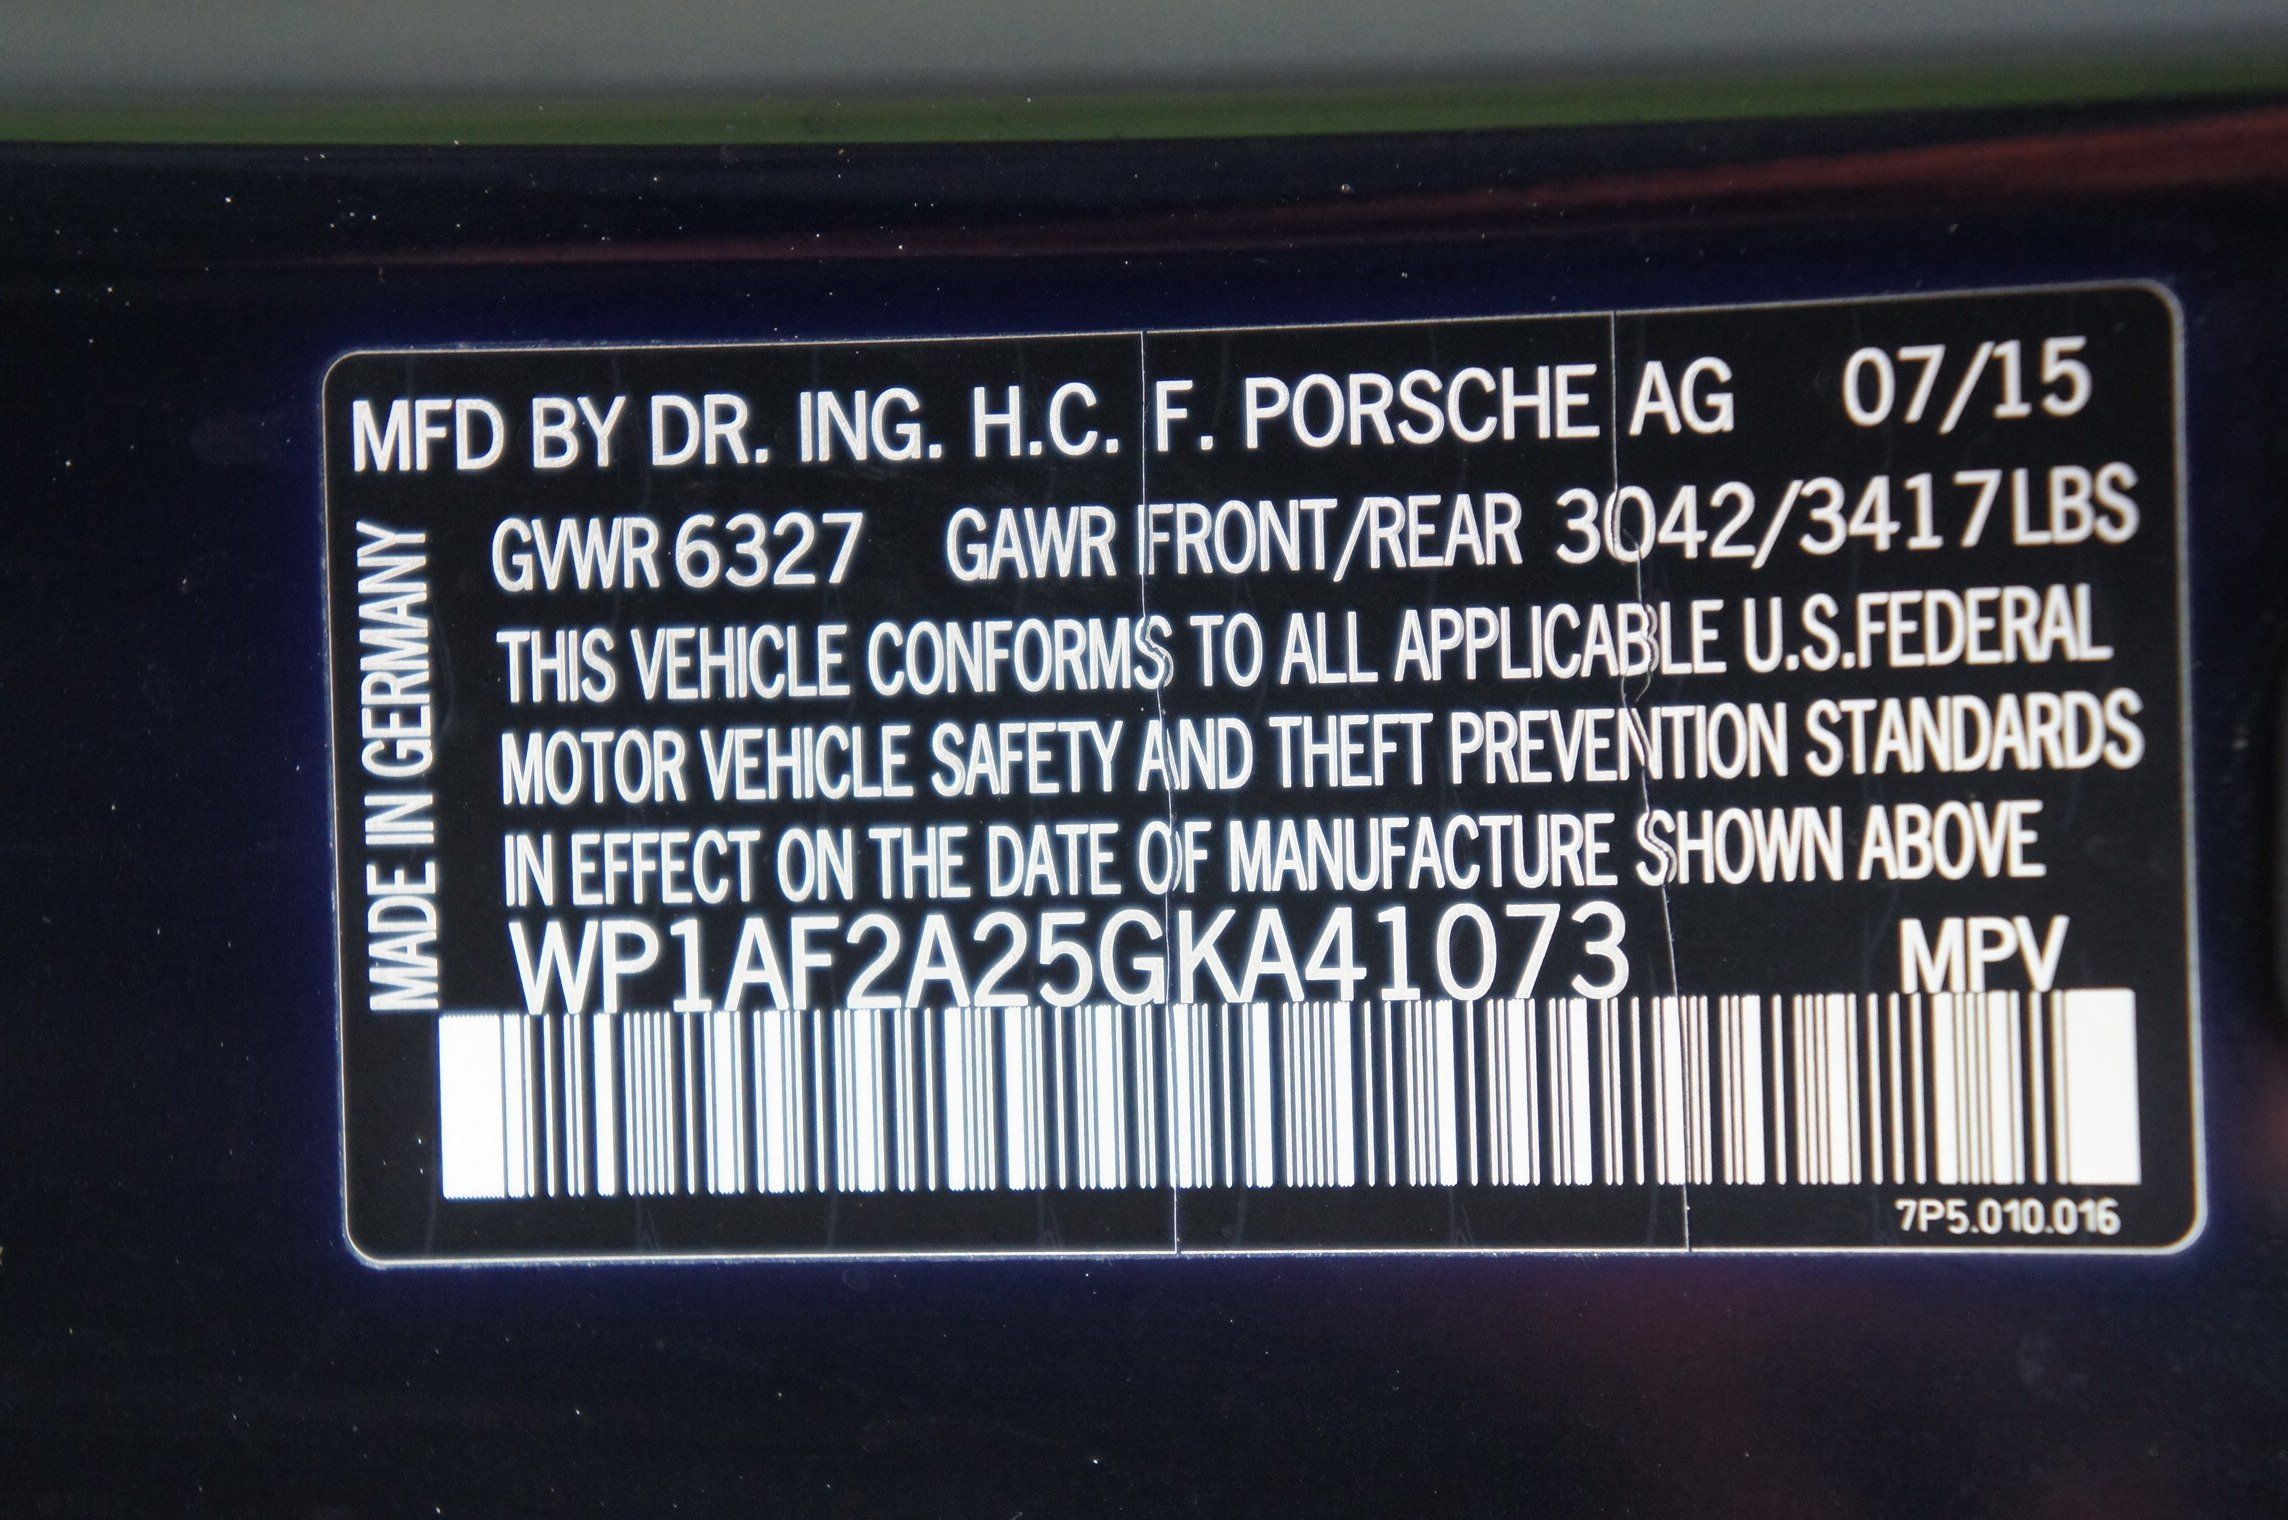 MFD BY DR. ING. H.C. F. PORSCHE AG 07/15
GVWR 6327 GAWR FRONT/REAR 3042/3417 LBS
THIS VEHICLE CONFORMS TO ALL APPLICABLE U.S.FEDERAL
MOTOR VEHICLE SAFETY AND THEFT PREVENTION STANDARDS
IN EFFECT ON THE DATE OF MANUFACTURE SHOWN ABOVE
WP1AF2A25GKA41073 MPV
MADE IN GERMANY
7P5.010.016